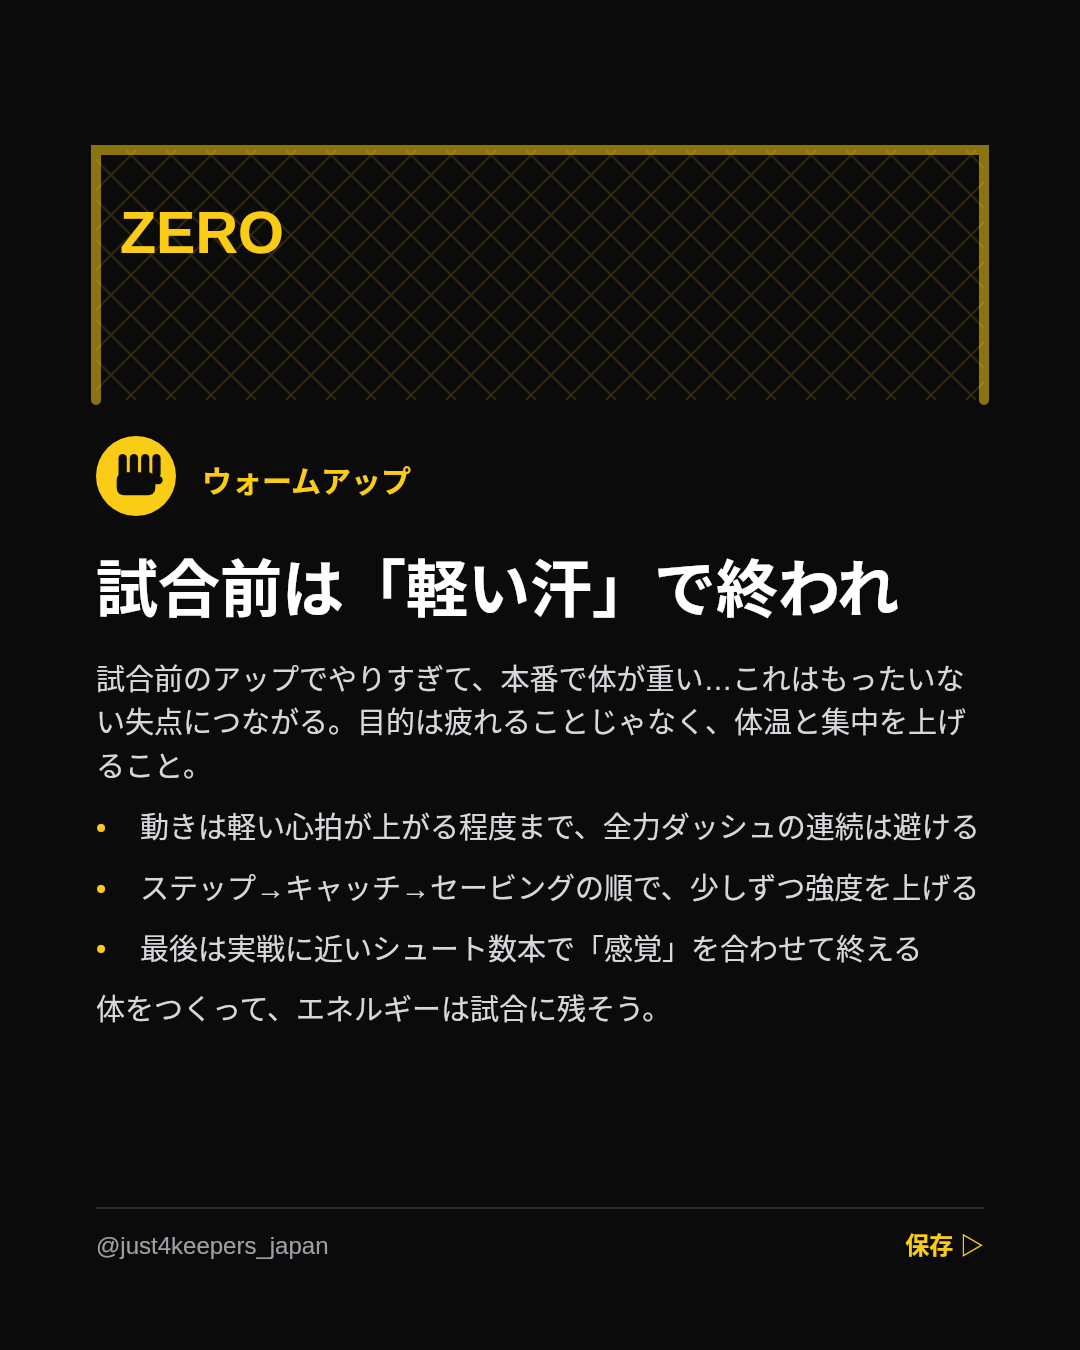 ZERO
ウォームアップ
試合前は「軽い汗」で終われ
試合前のアップでやりすぎて、本番で体が重い…これはもったいな
い失点につながる。目的は疲れることじゃなく、体温と集中を上げ
ること。
• 動きは軽い心拍が上がる程度まで、全力ダッシュの連続は避ける
• ステップ→キャッチ→セービングの順で、少しずつ強度を上げる
• 最後は実戦に近いシュート数本で「感覚」を合わせて終える
体をつくって、エネルギーは試合に残そう。
@just4keepers_japan
保存 ▷